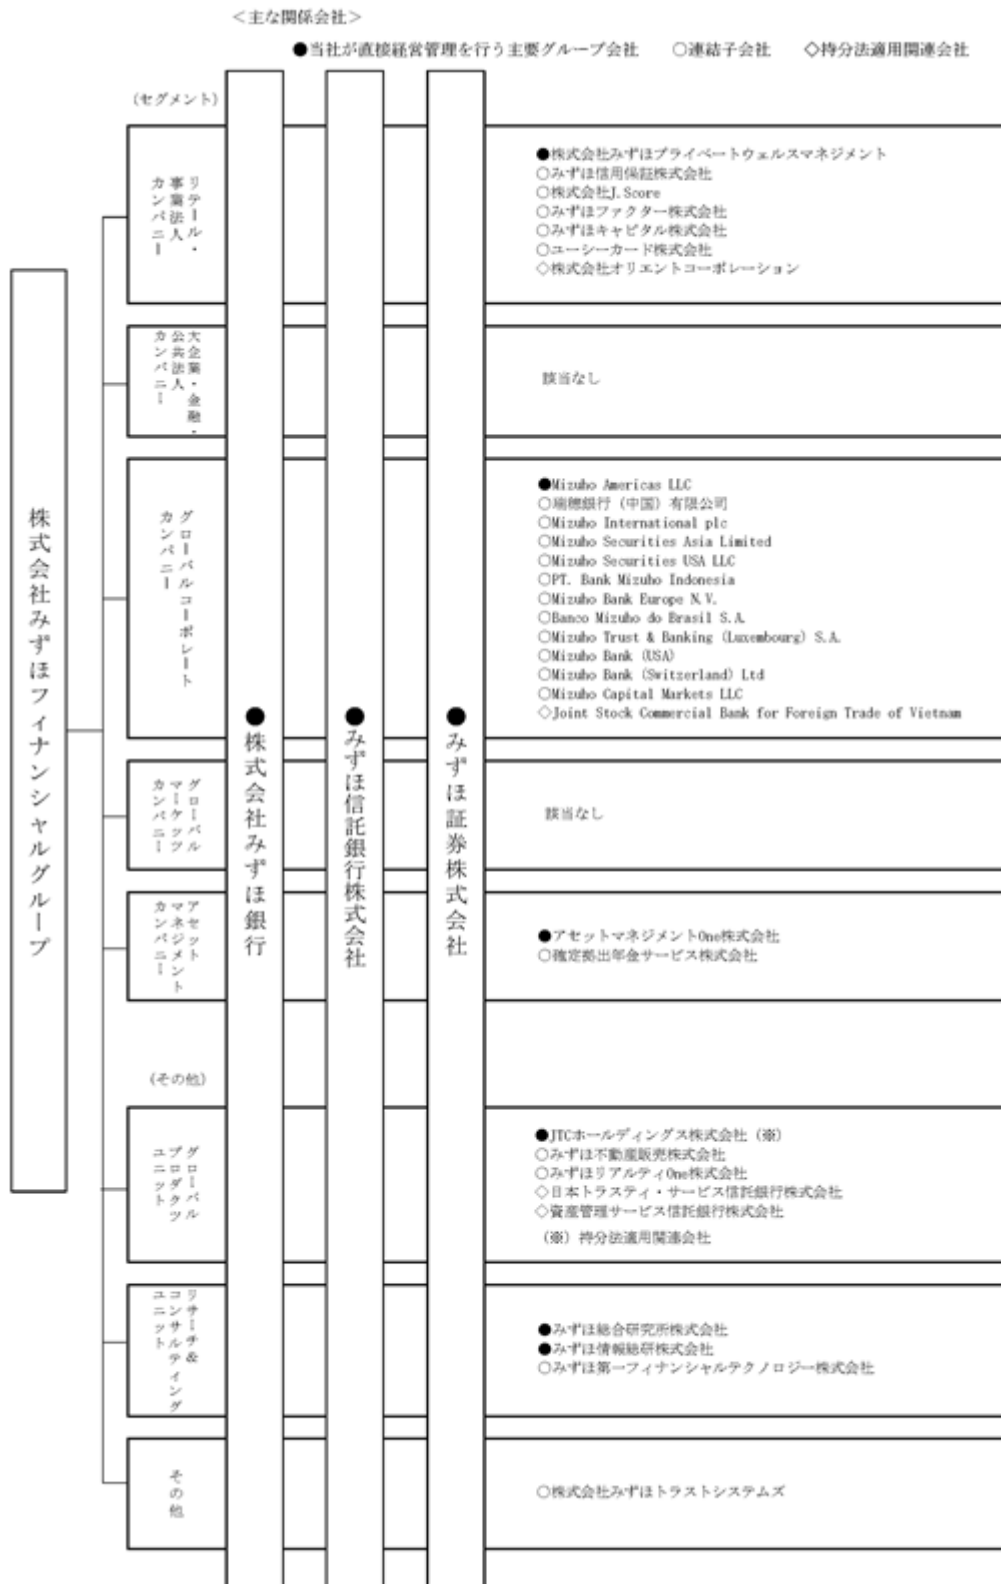 ＜主な関係会社＞
●当社が直接経営管理を行う主要グループ会社 ○連結子会社 ◇持分法適用関連会社
(セグメント)
株式会社みずほフィナンシャルグループ
●株式会社みずほ銀行
●みずほ信託銀行株式会社
●みずほ証券株式会社
リテール・
事業法人
カンパニー
●株式会社みずほプライベートウェルスマネジメント
○みずほ信用保証株式会社
○株式会社J.Score
○みずほファクター株式会社
○みずほキャピタル株式会社
○ユーシーカード株式会社
◇株式会社オリエントコーポレーション
大企業・金融・
公共法人
カンパニー
該当なし
グローバルコーポレート
カンパニー
●Mizuho Americas LLC
○瑞穂銀行（中国）有限公司
○Mizuho International plc
○Mizuho Securities Asia Limited
○Mizuho Securities USA LLC
○PT. Bank Mizuho Indonesia
○Mizuho Bank Europe N.V.
○Banco Mizuho do Brasil S.A.
○Mizuho Trust & Banking (Luxembourg) S.A.
○Mizuho Bank (USA)
○Mizuho Bank (Switzerland) Ltd
○Mizuho Capital Markets LLC
◇Joint Stock Commercial Bank for Foreign Trade of Vietnam
グローバル
マーケッツ
カンパニー
該当なし
アセット
マネジメント
カンパニー
●アセットマネジメントOne株式会社
○確定拠出年金サービス株式会社
(その他)
グローバル
プロダクツ
ユニット
●JTCホールディングス株式会社（※）
○みずほ不動産販売株式会社
○みずほリアルティOne株式会社
◇日本トラスティ・サービス信託銀行株式会社
◇資産管理サービス信託銀行株式会社
（※）持分法適用関連会社
リサーチ&
コンサルティング
ユニット
●みずほ総合研究所株式会社
●みずほ情報総研株式会社
○みずほ第一フィナンシャルテクノロジー株式会社
その他
○株式会社みずほトラストシステムズ